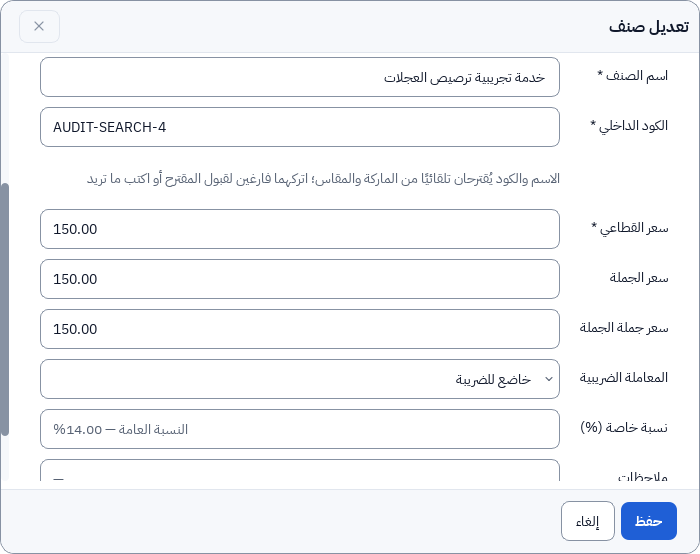 تعديل صنف
اسم الصنف *
خدمة تجريبية ترصيص العجلات
الكود الداخلي *
AUDIT-SEARCH-4
الاسم والكود يُقترحان تلقائيًا من الماركة والمقاس؛ اتركهما فارغين لقبول المقترح أو اكتب ما تريد
سعر القطاعي *
150.00
سعر الجملة
150.00
سعر جملة الجملة
150.00
المعاملة الضريبية
خاضع للضريبة
نسبة خاصة (%)
النسبة العامة — 14.00%
ملاحظات
—
حفظ
إلغاء